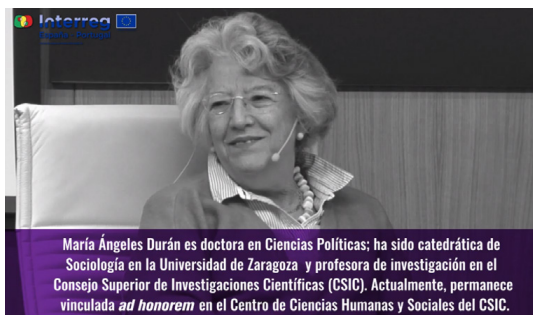 Interreg
España - Portugal
María Ángeles Durán es doctora en Ciencias Políticas; ha sido catedrática de
Sociología en la Universidad de Zaragoza y profesora de investigación en el
Consejo Superior de Investigaciones Científicas (CSIC). Actualmente, permanece
vinculada ad honorem en el Centro de Ciencias Humanas y Sociales del CSIC.